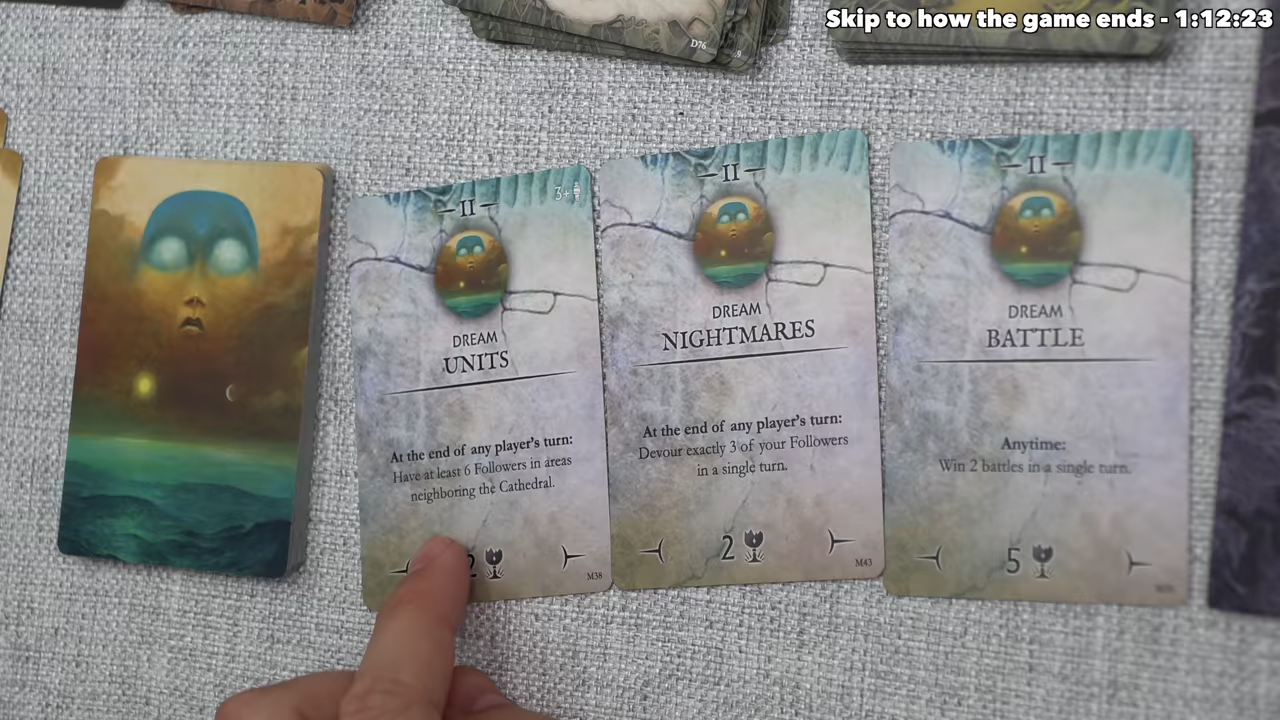 Skip to how the game ends - 1:12:23
D76
9
II
3+
DREAM
UNITS
At the end of any player's turn:
Have at least 6 Followers in areas
neighboring the Cathedral.
2
M38
II
DREAM
NIGHTMARES
At the end of any player's turn:
Devour exactly 3 of your Followers
in a single turn.
2
M43
II
DREAM
BATTLE
Anytime:
Win 2 battles in a single turn.
5